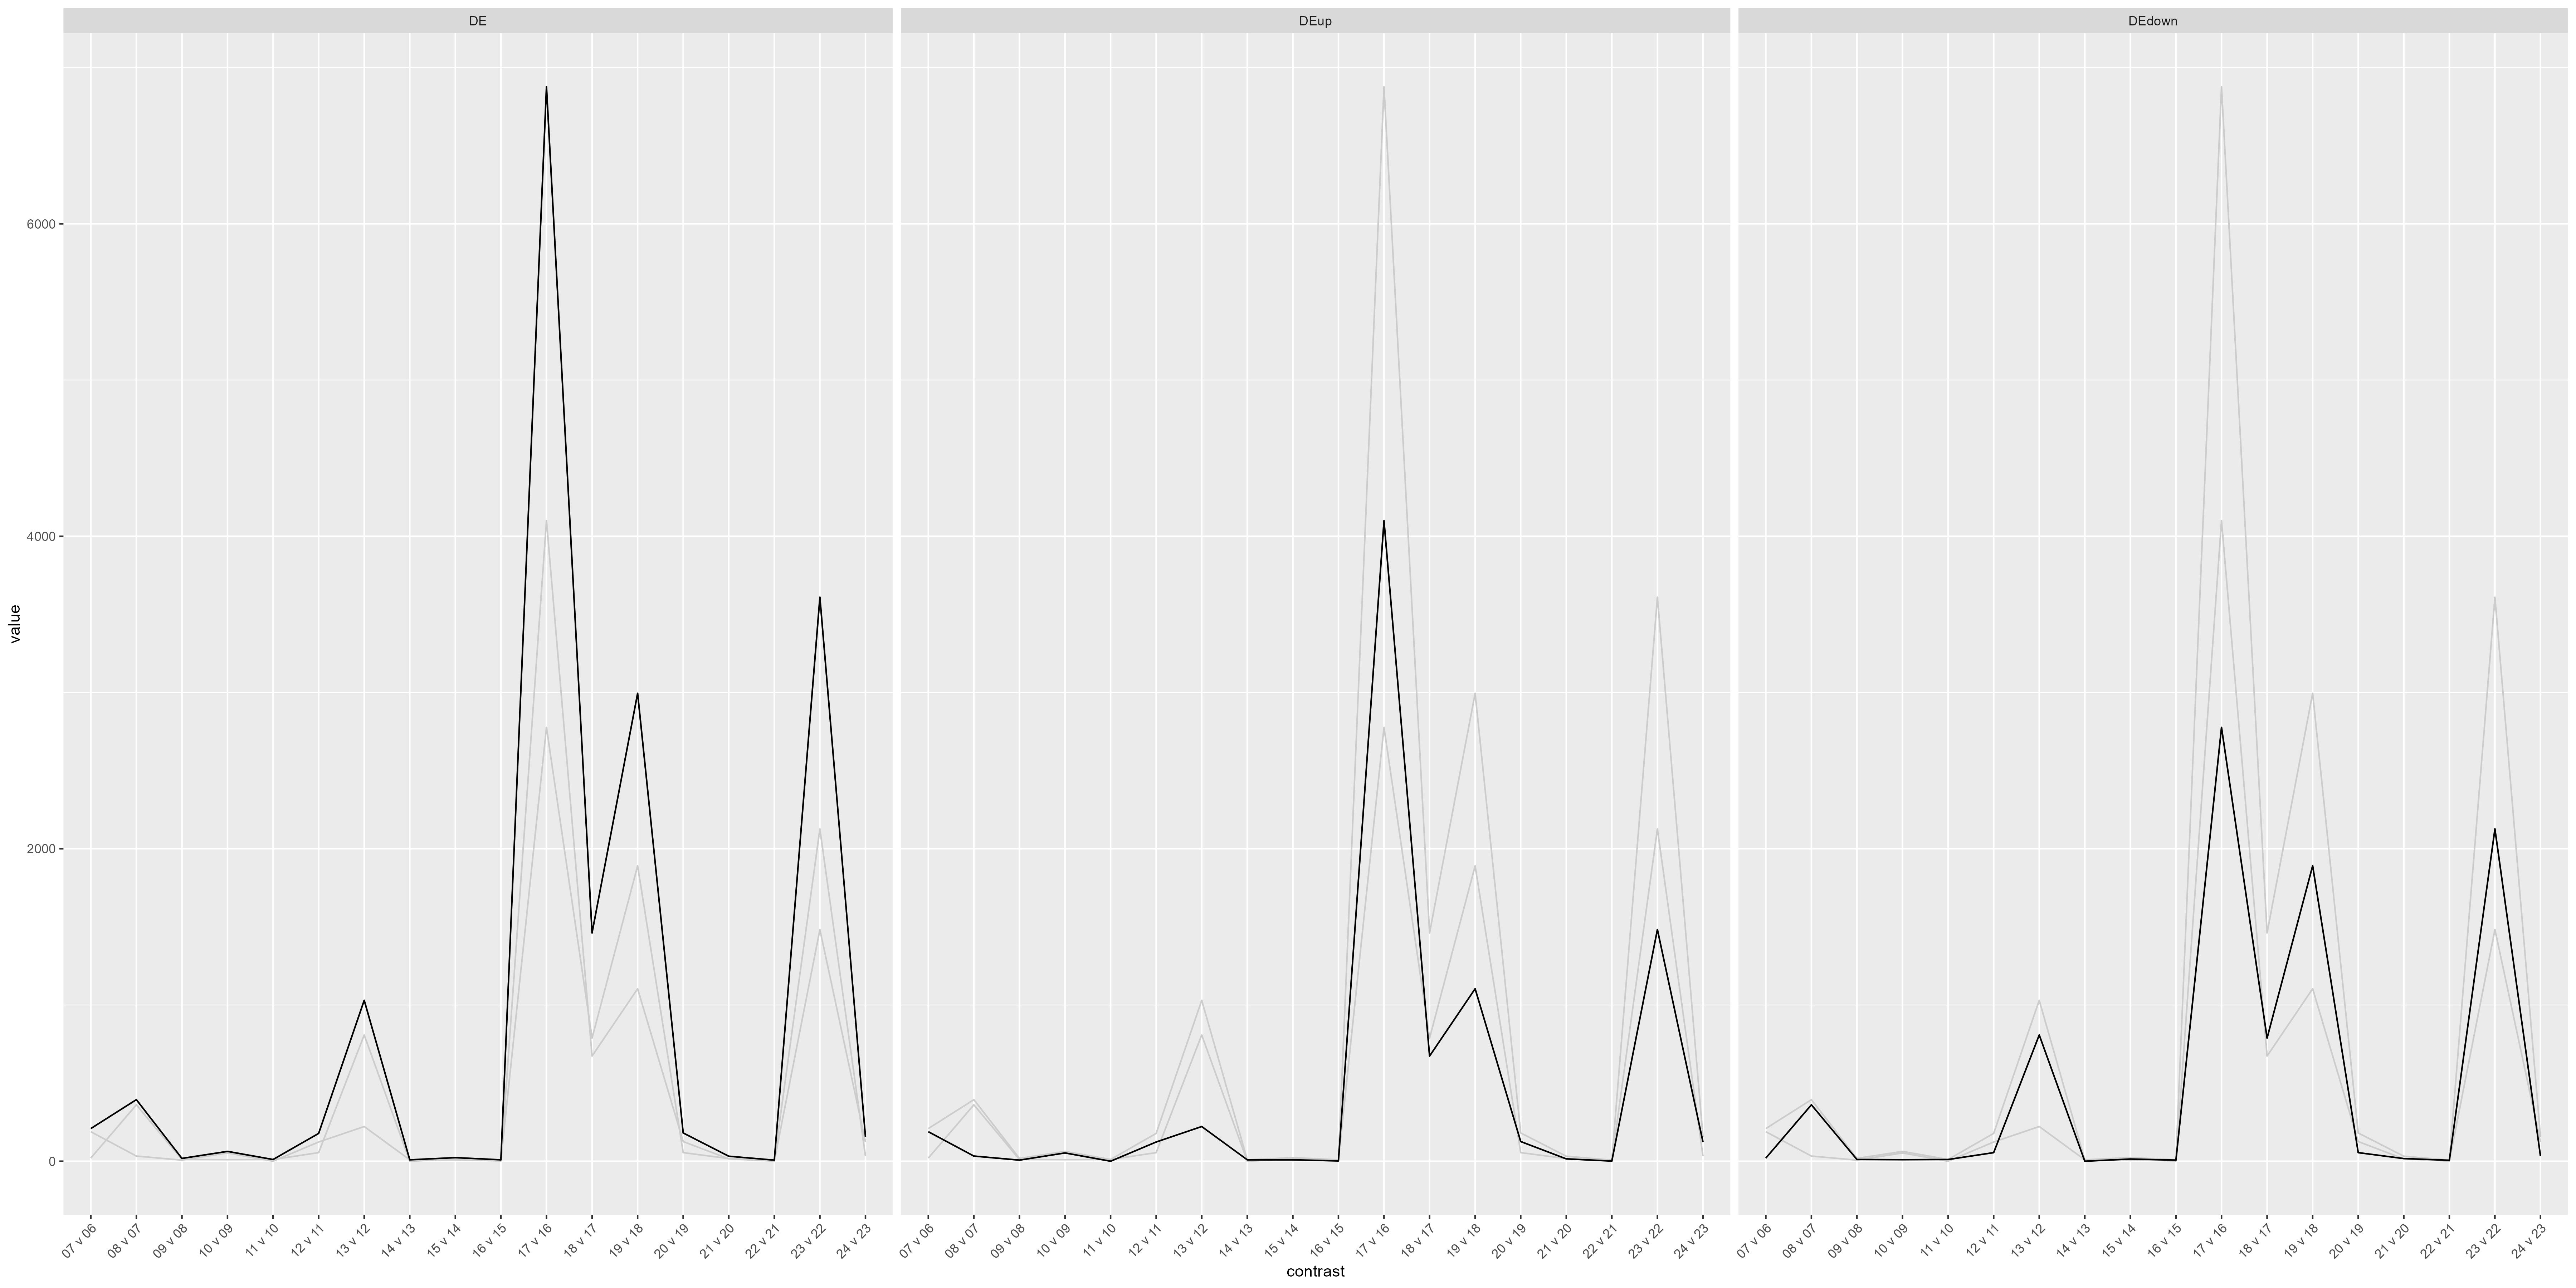 DE DEup DEdown
value
6000
4000
2000
0
07 v 06 08 v 07 09 v 08 10 v 09 11 v 10 12 v 11 13 v 12 14 v 13 15 v 14 16 v 15 17 v 16 18 v 17 19 v 18 20 v 19 21 v 20 22 v 21 23 v 22 24 v 23 07 v 06 08 v 07 09 v 08 10 v 09 11 v 10 12 v 11 13 v 12 14 v 13 15 v 14 16 v 15 17 v 16 18 v 17 19 v 18 20 v 19 21 v 20 22 v 21 23 v 22 24 v 23 07 v 06 08 v 07 09 v 08 10 v 09 11 v 10 12 v 11 13 v 12 14 v 13 15 v 14 16 v 15 17 v 16 18 v 17 19 v 18 20 v 19 21 v 20 22 v 21 23 v 22 24 v 23
contrast